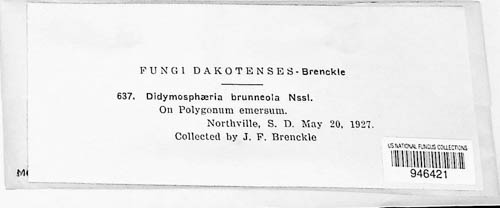 FUNGI DAKOTENSES - Brenckle
637. Didymosphæria brunneola Nssl.
On Polygonum emersum.
Northville, S. D. May 20, 1927.
Collected by J. F. Brenckle
US NATIONAL FUNGUS COLLECTIONS
946421